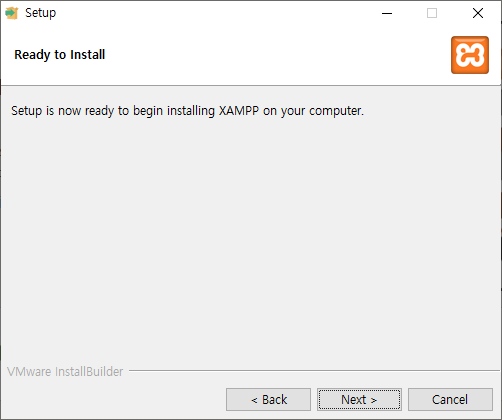 Setup
Ready to Install
Setup is now ready to begin installing XAMPP on your computer.
VMware InstallBuilder
< Back
Next >
Cancel